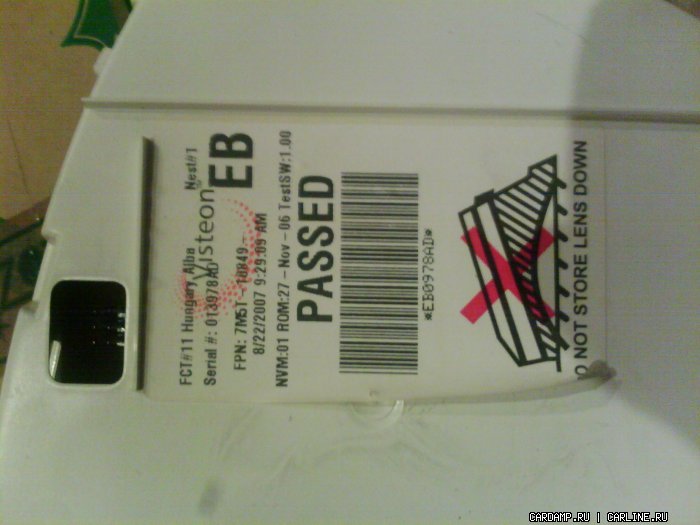 FCT#11 Hungary Alba Nest#1
Serial #: 013978AD
Visteon
EB
FPN: 7M5T-18849-
8/22/2007 9:29:09 AM
NVM:01 ROM:27-Nov-06 TestSW:1.00
PASSED
*EB0978AD*
NOT STORE LENS DOWN
CARDAMP.RU | CARLINE.RU